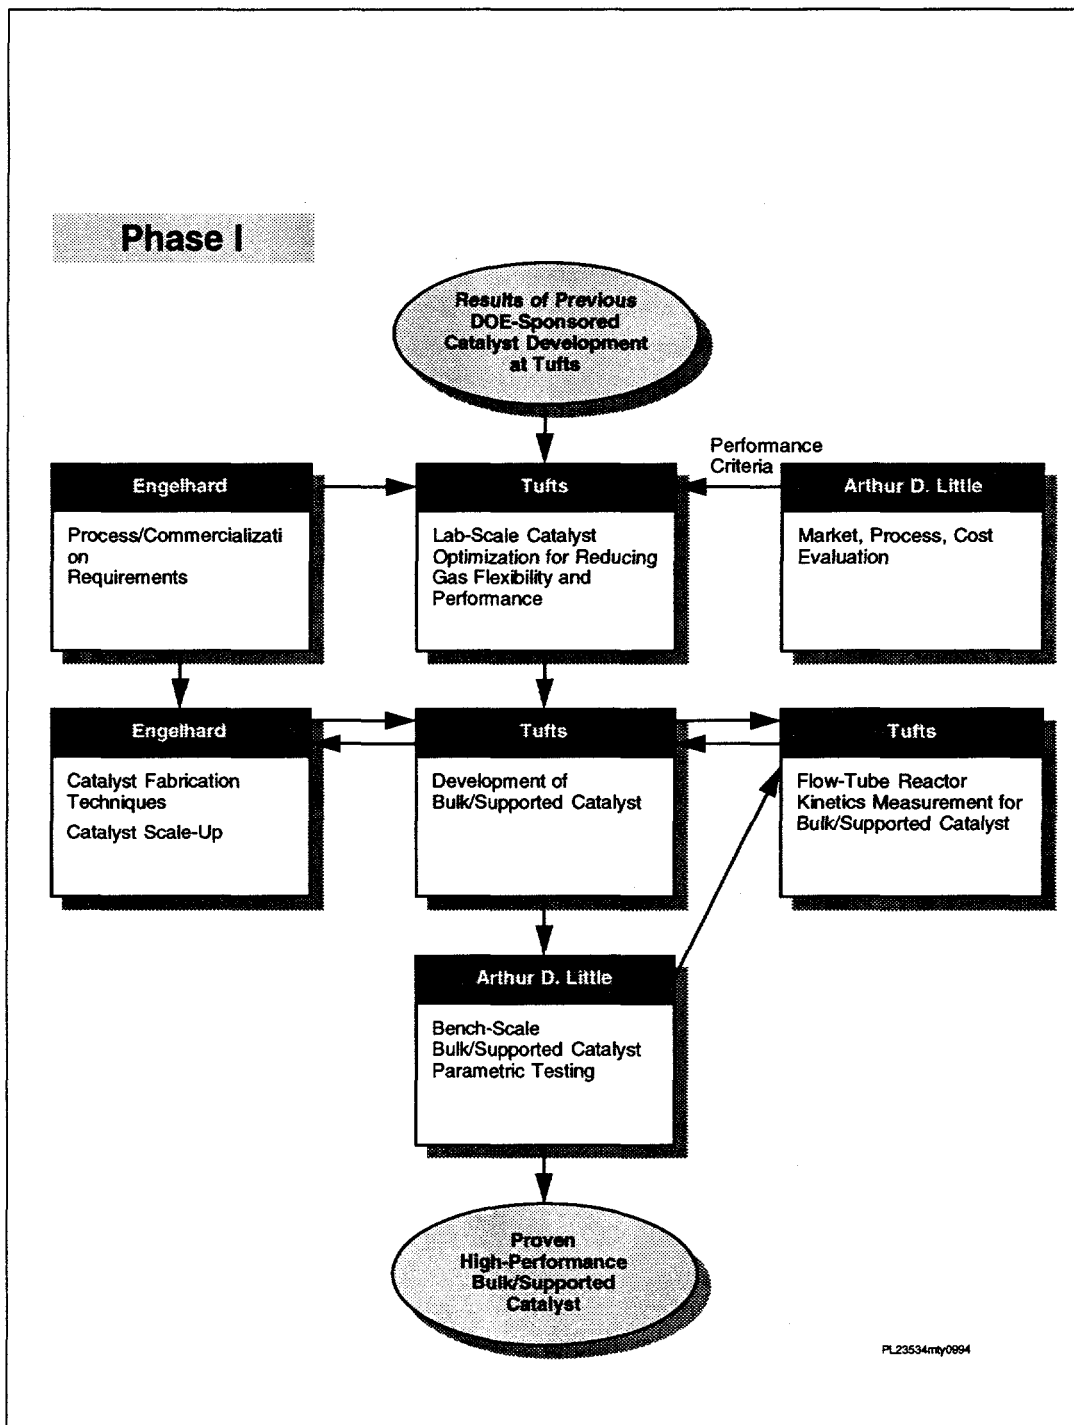 Phase I
Results of Previous
DOE-Sponsored
Catalyst Development
at Tufts
Performance
Criteria
Engelhard
Process/Commercializati
on
Requirements
Tufts
Lab-Scale Catalyst
Optimization for Reducing
Gas Flexibility and
Performance
Arthur D. Little
Market, Process, Cost
Evaluation
Engelhard
Catalyst Fabrication
Techniques
Catalyst Scale-Up
Tufts
Development of
Bulk/Supported Catalyst
Tufts
Flow-Tube Reactor
Kinetics Measurement for
Bulk/Supported Catalyst
Arthur D. Little
Bench-Scale
Bulk/Supported Catalyst
Parametric Testing
Proven
High-Performance
Bulk/Supported
Catalyst
PL23534mty0994